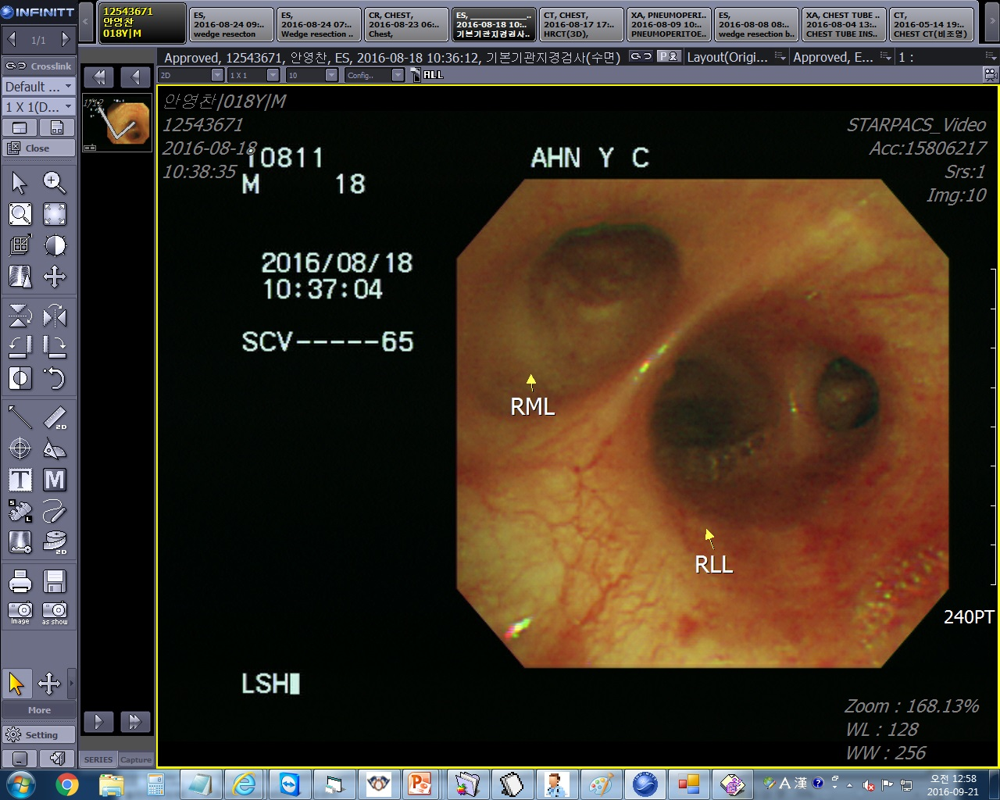 INFINITT
1/1
Crosslink
Default ...
1 X 1(D...
Close
2D
T
M
S
L
2D
Image
as show
More
Setting
12543671
안영찬
018Y|M
ES,
2016-08-24 09:..
wedge resecton
ES,
2016-08-24 07:..
Wedge resection ..
CR, CHEST,
2016-08-23 06:..
Chest,
ES, __________..
2016-08-18 10:..
기본기관지경검사..
CT, CHEST,
2016-08-17 17:..
HRCT(3D),
XA, PNEUMOPERI..
2016-08-09 10:..
PNEUMOPERITOE..
ES,
2016-08-08 08:..
wedge resection b..
XA, CHEST TUBE ..
2016-08-04 13:..
CHEST TUBE INS..
CT,
2016-05-14 19:..
CHEST CT(비조영)
Approved, 12543671, 안영찬, ES, 2016-08-18 10:36:12, 기본기관지경검사(수면)
P
Layout(Origi...
Approved, E...
1 :
2D
1 X 1
10
Config..
ALL
1/12
안영찬|018Y|M
12543671
2016-08-18
10:38:35
10811
M 18
AHN Y C
STARPACS_Video
Acc:15806217
Srs:1
Img:10
2016/08/18
10:37:04
SCV-----65
RML
RLL
240PT
LSH
Zoom : 168.13%
WL : 128
WW : 256
SERIES
Capture
A 漢
오전 12:58
2016-09-21